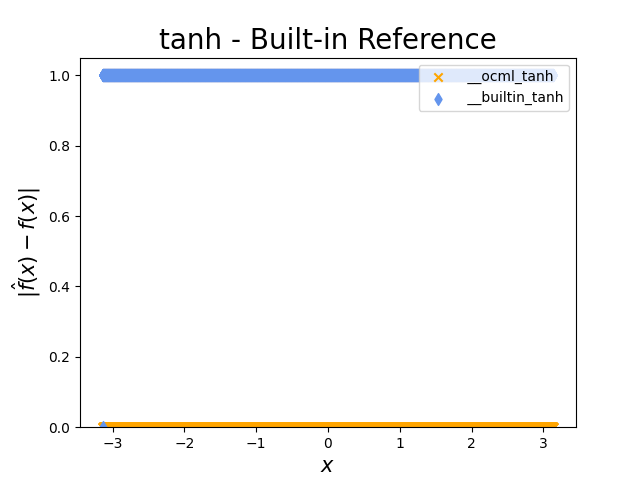 tanh - Built-in Reference
1.0
0.8
0.6
0.4
0.2
0.0
|f̂(x) − f(x)|
__ocml_tanh
__builtin_tanh
−3 −2 −1 0 1 2 3
x